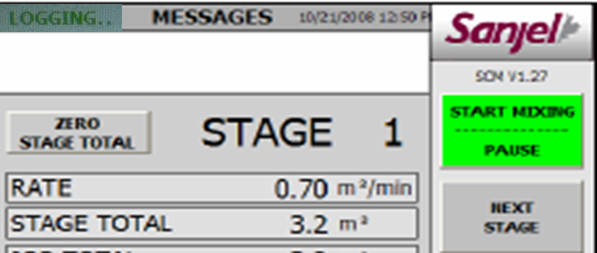 LOGGING..
MESSAGES
10/21/2008 12:50 P
Sanjel
SCM V1.27
ZERO
STAGE TOTAL
STAGE 1
START MIXING
PAUSE
RATE 0.70 m³/min
STAGE TOTAL 3.2 m³
NEXT
STAGE